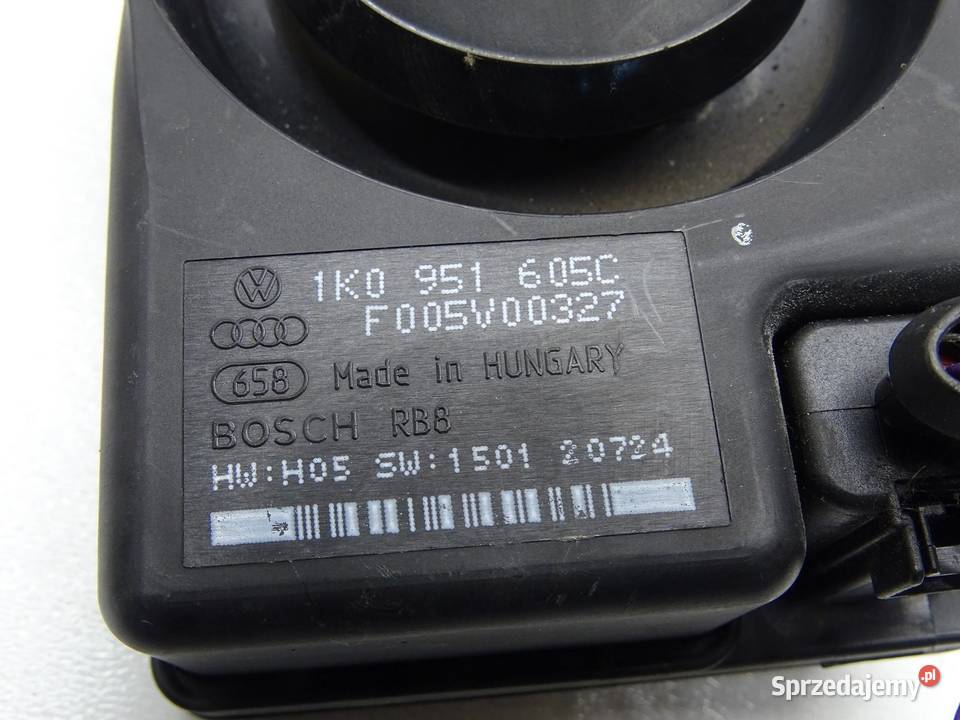 1K0 951 605C
F005V00327
658 Made in HUNGARY
BOSCH RB8
HW:H05 SW:1501 20724
Sprzedajemy.pl